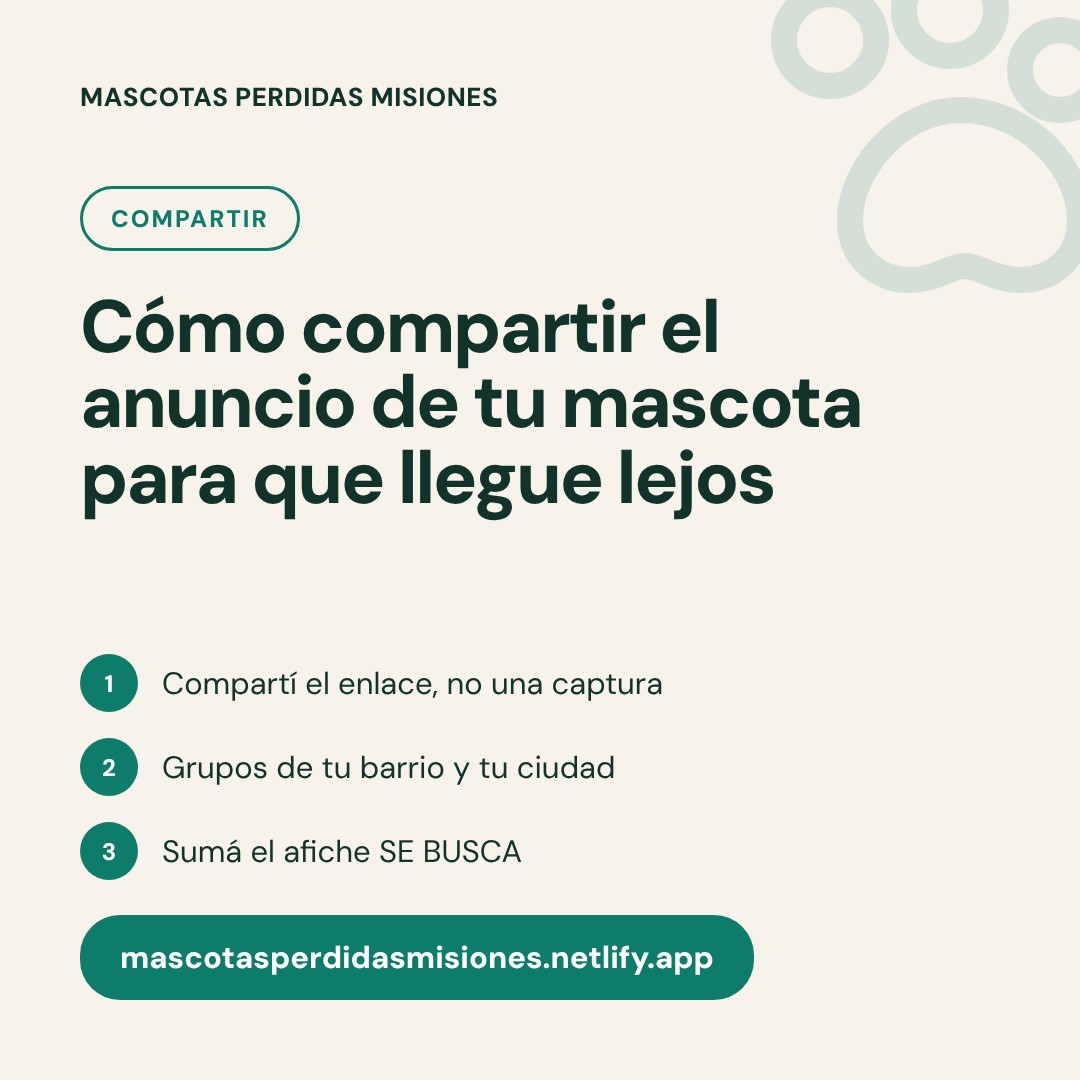 MASCOTAS PERDIDAS MISIONES
COMPARTIR
Cómo compartir el
anuncio de tu mascota
para que llegue lejos
1 Compartí el enlace, no una captura
2 Grupos de tu barrio y tu ciudad
3 Sumá el afiche SE BUSCA
mascotasperdidasmisiones.netlify.app